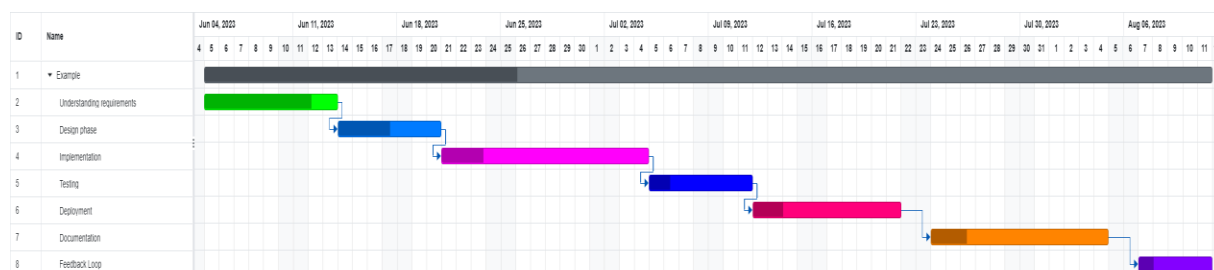 ID Name Jun 04, 2023 Jun 11, 2023 Jun 18, 2023 Jun 25, 2023 Jul 02, 2023 Jul 09, 2023 Jul 16, 2023 Jul 23, 2023 Jul 30, 2023 Aug 06, 2023
4 5 6 7 8 9 10 11 12 13 14 15 16 17 18 19 20 21 22 23 24 25 26 27 28 29 30 1 2 3 4 5 6 7 8 9 10 11 12 13 14 15 16 17 18 19 20 21 22 23 24 25 26 27 28 29 30 31 1 2 3 4 5 6 7 8 9 10 11
1 Example
2 Understanding requirements
3 Design phase
4 Implementation
5 Testing
6 Deployment
7 Documentation
8 Feedback Loop